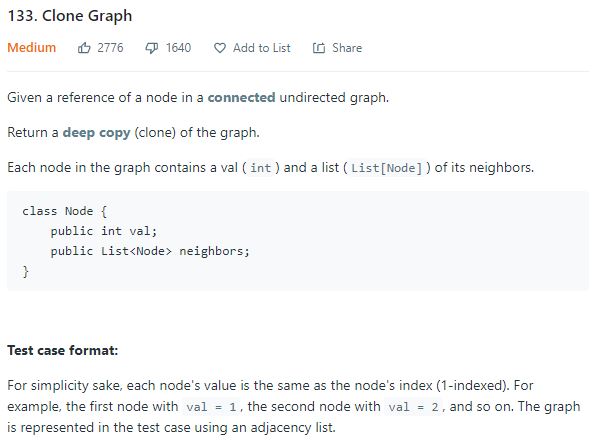 133. Clone Graph
Medium 2776 1640 Add to List Share
Given a reference of a node in a connected undirected graph.
Return a deep copy (clone) of the graph.
Each node in the graph contains a val ( int ) and a list ( List[Node] ) of its neighbors.
class Node {
    public int val;
    public List<Node> neighbors;
}
Test case format:
For simplicity sake, each node's value is the same as the node's index (1-indexed). For
example, the first node with val = 1 , the second node with val = 2 , and so on. The graph
is represented in the test case using an adjacency list.